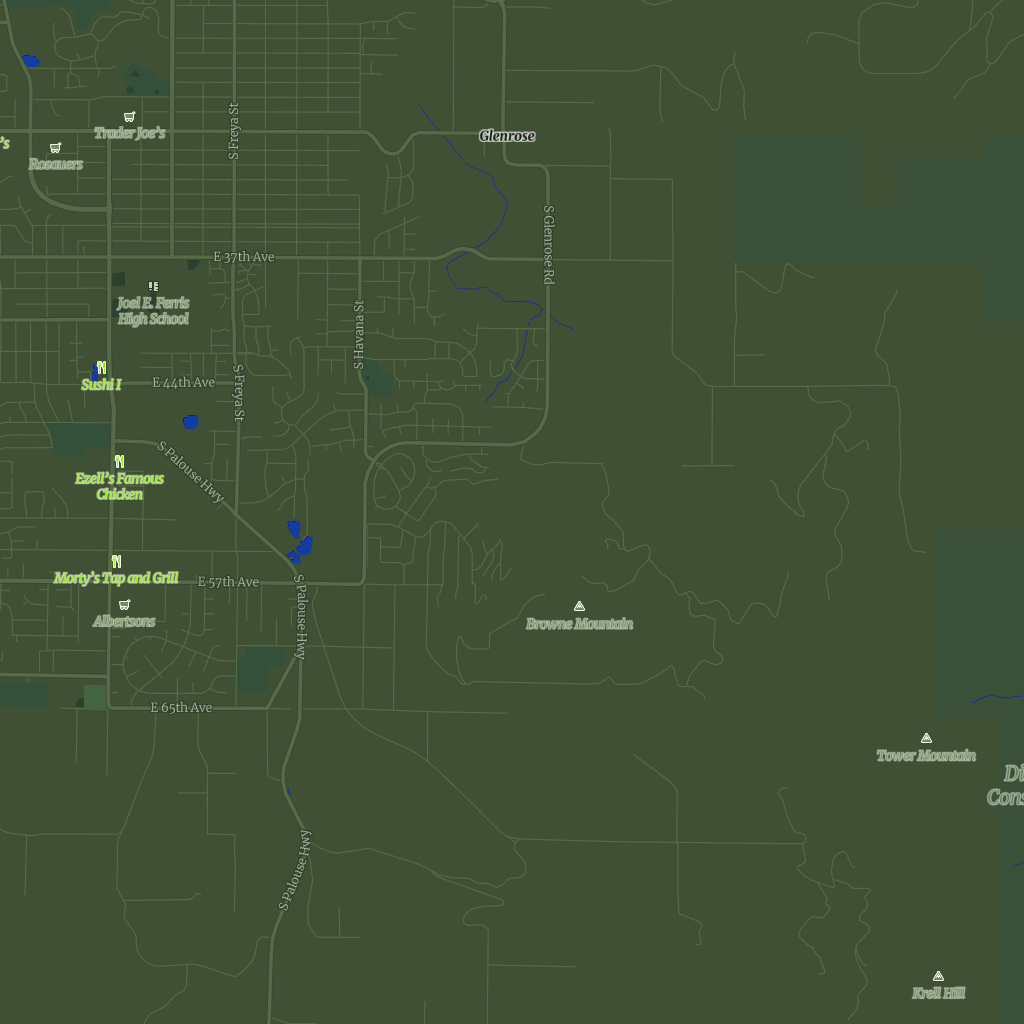 Trader Joe's
Rosauers
's
S Freya St
Glenrose
S Glenrose Rd
E 37th Ave
Joel E. Ferris
High School
S Havana St
Sushi I
E 44th Ave
S Freya St
S Palouse Hwy
Ezell's Famous
Chicken
Morty's Tap and Grill
E 57th Ave
S Palouse Hwy
Albertsons
Browne Mountain
E 65th Ave
Tower Mountain
Di
Cons
S Palouse Hwy
Krell Hill